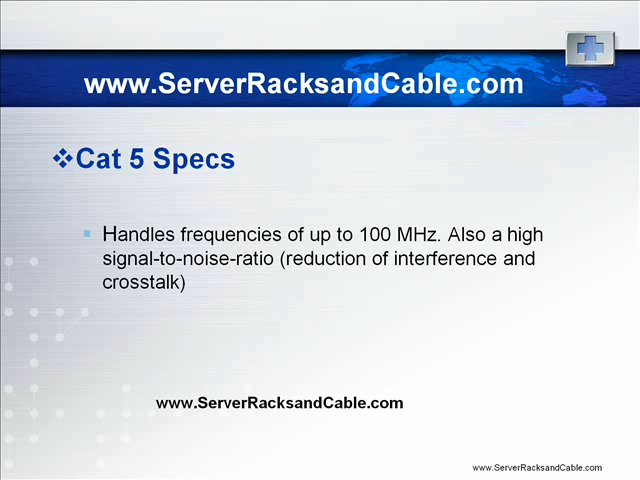 www.ServerRacksandCable.com
❖Cat 5 Specs
▪ Handles frequencies of up to 100 MHz. Also a high
signal-to-noise-ratio (reduction of interference and
crosstalk)
www.ServerRacksandCable.com
www.ServerRacksandCable.com